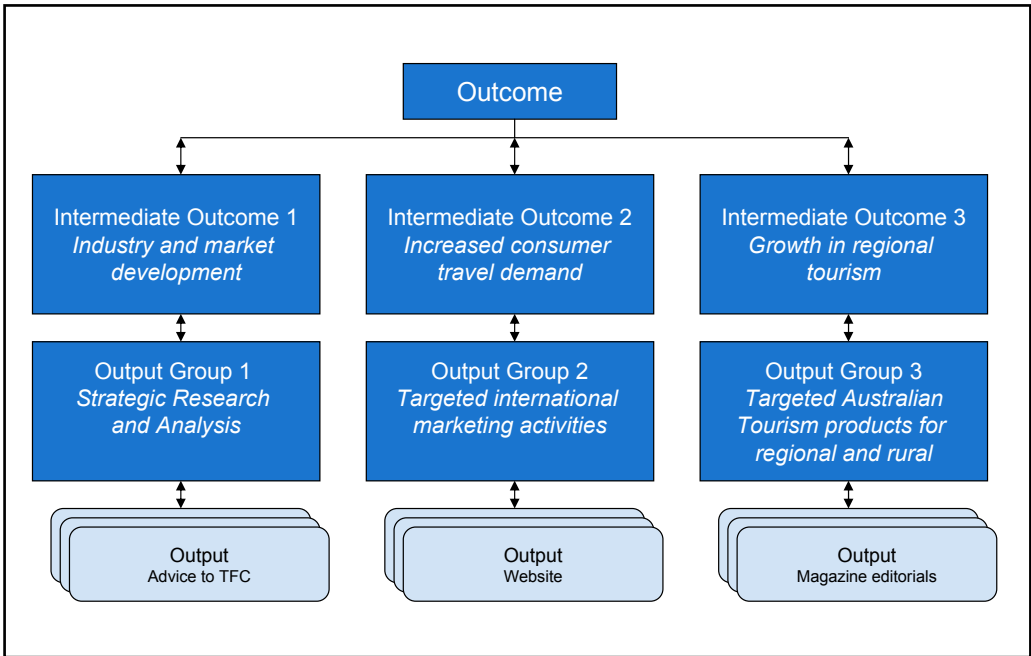 Outcome
Intermediate Outcome 1
Industry and market
development
Intermediate Outcome 2
Increased consumer
travel demand
Intermediate Outcome 3
Growth in regional
tourism
Output Group 1
Strategic Research
and Analysis
Output Group 2
Targeted international
marketing activities
Output Group 3
Targeted Australian
Tourism products for
regional and rural
Output
Advice to TFC
Output
Website
Output
Magazine editorials